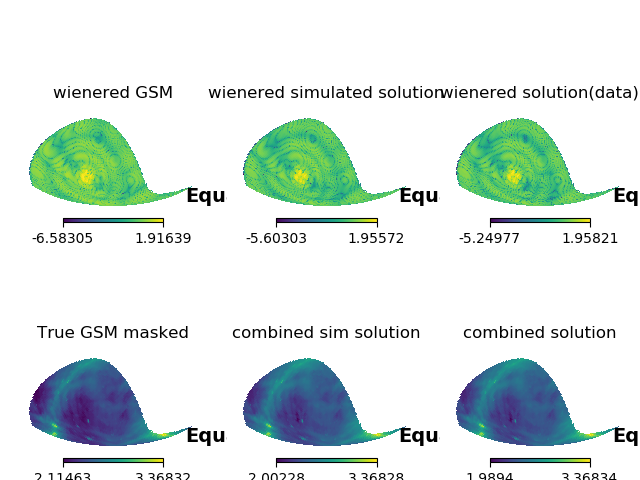 wienered GSM
wienered simulated solution
wienered solution(data)
Equ
Equ
Eq
-6.58305 1.91639
-5.60303 1.95572
-5.24977 1.95821
True GSM masked
combined sim solution
combined solution
Equ
Equ
Eq
2.11463 3.36832
2.00228 3.36828
1.9894 3.36834